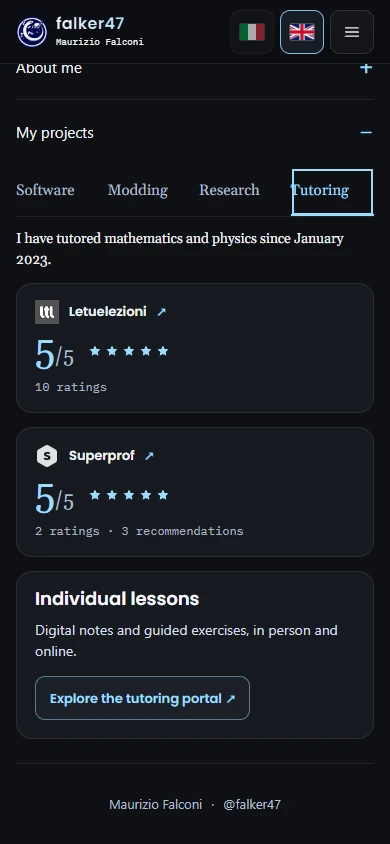 falker47
Maurizio Falconi
About me
My projects
Software Modding Research Tutoring
I have tutored mathematics and physics since January
2023.
Letuelezioni ↗
5/5 ★ ★ ★ ★ ★
10 ratings
S
Superprof ↗
5/5 ★ ★ ★ ★ ★
2 ratings · 3 recommendations
Individual lessons
Digital notes and guided exercises, in person and
online.
Explore the tutoring portal ↗
Maurizio Falconi · @falker47